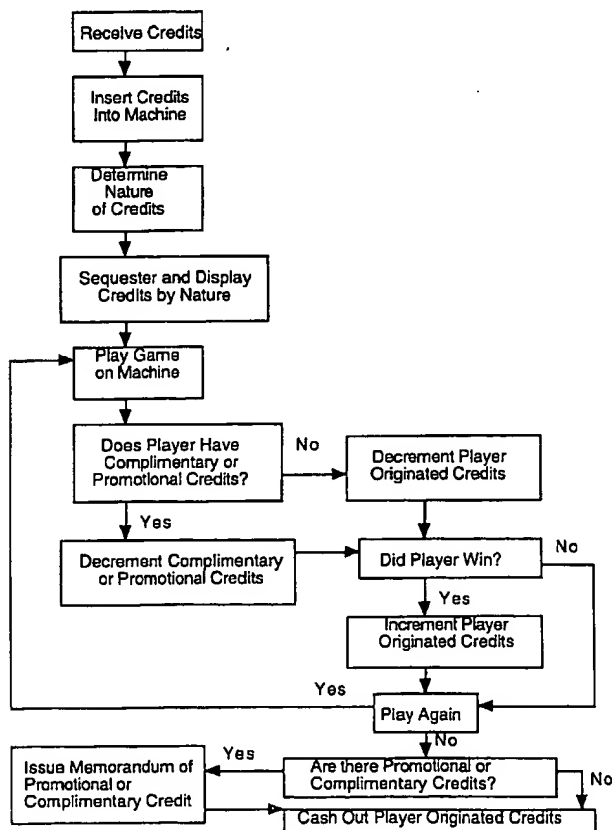 Receive Credits
Insert Credits
Into Machine
Determine
Nature
of Credits
Sequester and Display
Credits by Nature
Play Game
on Machine
Does Player Have
Complimentary or
Promotional Credits?
No
Decrement Player
Originated Credits
Yes
Decrement Complimentary
or Promotional Credits
Did Player Win?
No
Yes
Increment Player
Originated Credits
Yes
Play Again
No
Issue Memorandum of
Promotional or
Complimentary Credit
Yes
Are there Promotional or
Complimentary Credits?
No
Cash Out Player Originated Credits